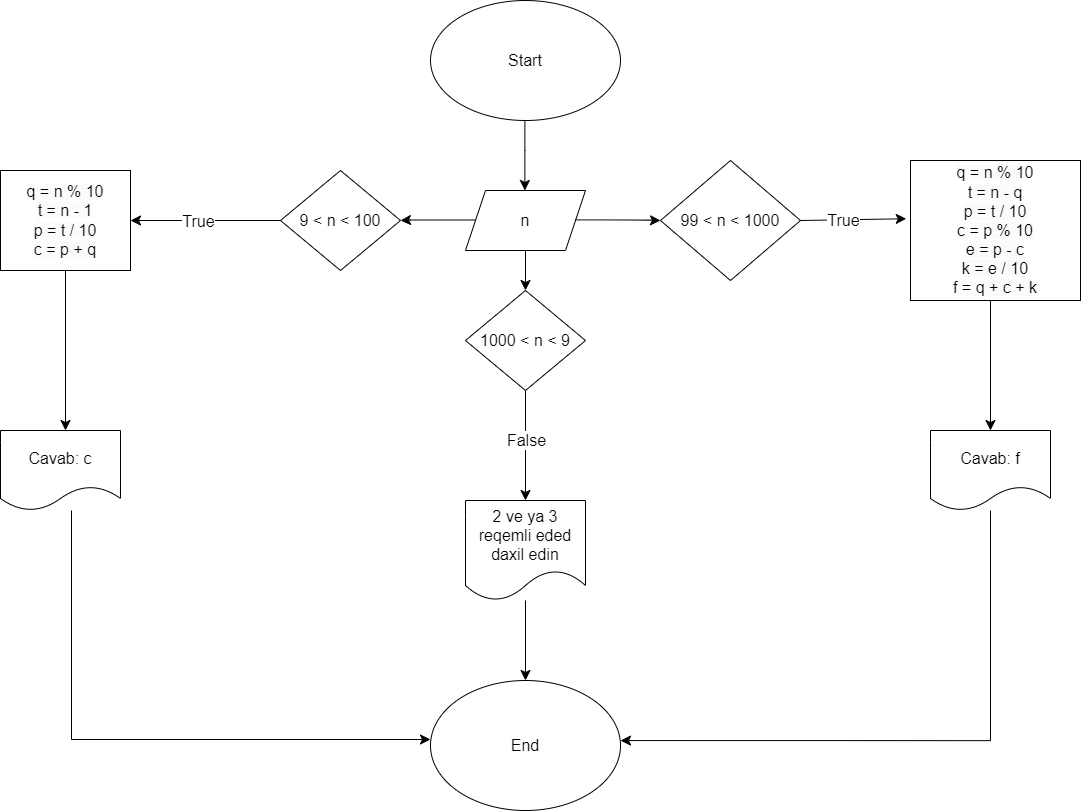 Start
q = n % 10
t = n - 1
p = t / 10
c = p + q
True
9 < n < 100
n
99 < n < 1000
True
q = n % 10
t = n - q
p = t / 10
c = p % 10
e = p - c
k = e / 10
f = q + c + k
1000 < n < 9
False
Cavab: c
2 ve ya 3
reqemli eded
daxil edin
Cavab: f
End